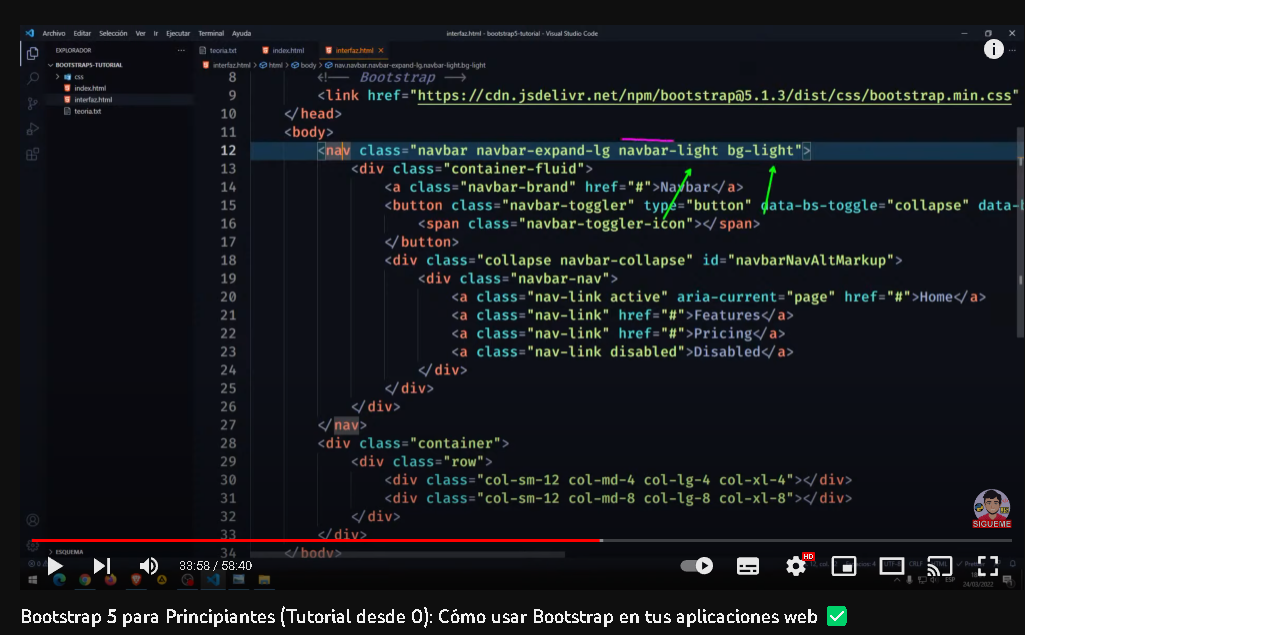 Archivo Editar Selección Ver Ir Ejecutar Terminal Ayuda
interfaz.html - bootstrap5-tutorial - Visual Studio Code
EXPLORADOR
teoria.txt
index.html
interfaz.html
BOOTSTRAP5-TUTORIAL
css
index.html
interfaz.html
teoria.txt
interfaz.html > html > body > nav.navbar.navbar-expand-lg.navbar-light.bg-light
8 <!-- Bootstrap -->
9 <link href="https://cdn.jsdelivr.net/npm/bootstrap@5.1.3/dist/css/bootstrap.min.css"
10 </head>
11 <body>
12 <nav class="navbar navbar-expand-lg navbar-light bg-light">
13 <div class="container-fluid">
14 <a class="navbar-brand" href="#">Navbar</a>
15 <button class="navbar-toggler" type="button" data-bs-toggle="collapse" data-b
16 <span class="navbar-toggler-icon"></span>
17 </button>
18 <div class="collapse navbar-collapse" id="navbarNavAltMarkup">
19 <div class="navbar-nav">
20 <a class="nav-link active" aria-current="page" href="#">Home</a>
21 <a class="nav-link" href="#">Features</a>
22 <a class="nav-link" href="#">Pricing</a>
23 <a class="nav-link disabled">Disabled</a>
24 </div>
25 </div>
26 </div>
27 </nav>
28 <div class="container">
29 <div class="row">
30 <div class="col-sm-12 col-md-4 col-lg-4 col-xl-4"></div>
31 <div class="col-sm-12 col-md-8 col-lg-8 col-xl-8"></div>
32 </div>
33 </div>
34 </body>
SIGUEME
ESQUEMA
33:58 / 58:40
HD
UTF-8 CRLF
ESP
24/03/2022
Bootstrap 5 para Principiantes (Tutorial desde 0): Cómo usar Bootstrap en tus aplicaciones web ✅